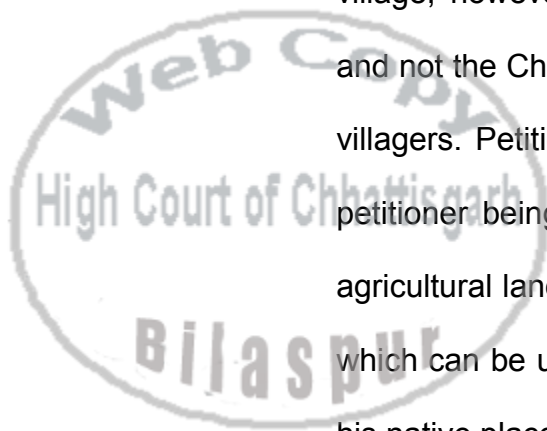 village, howeve
and not the Ch
villagers. Petiti
petitioner being
agricultural land
which can be u
his native place
Web Copy
High Court of Chhattisgarh
Bilaspur